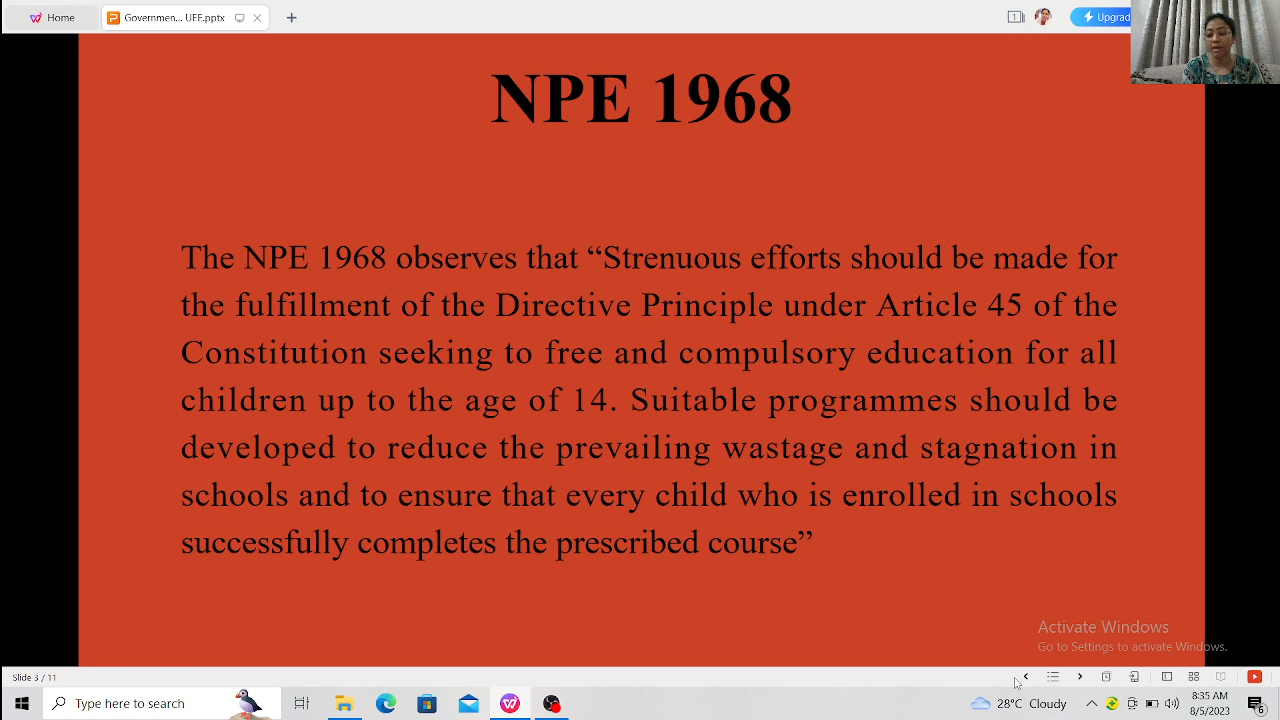 Home
Governmen... UEE.pptx
1
Upgrad
NPE 1968
The NPE 1968 observes that “Strenuous efforts should be made for
the fulfillment of the Directive Principle under Article 45 of the
Constitution seeking to free and compulsory education for all
children up to the age of 14. Suitable programmes should be
developed to reduce the prevailing wastage and stagnation in
schools and to ensure that every child who is enrolled in schools
successfully completes the prescribed course”
Activate Windows
Go to Settings to activate Windows.
Slide 3 / 11
Type here to search
28°C Cloudy
8:35 AM
8/5/2023
6